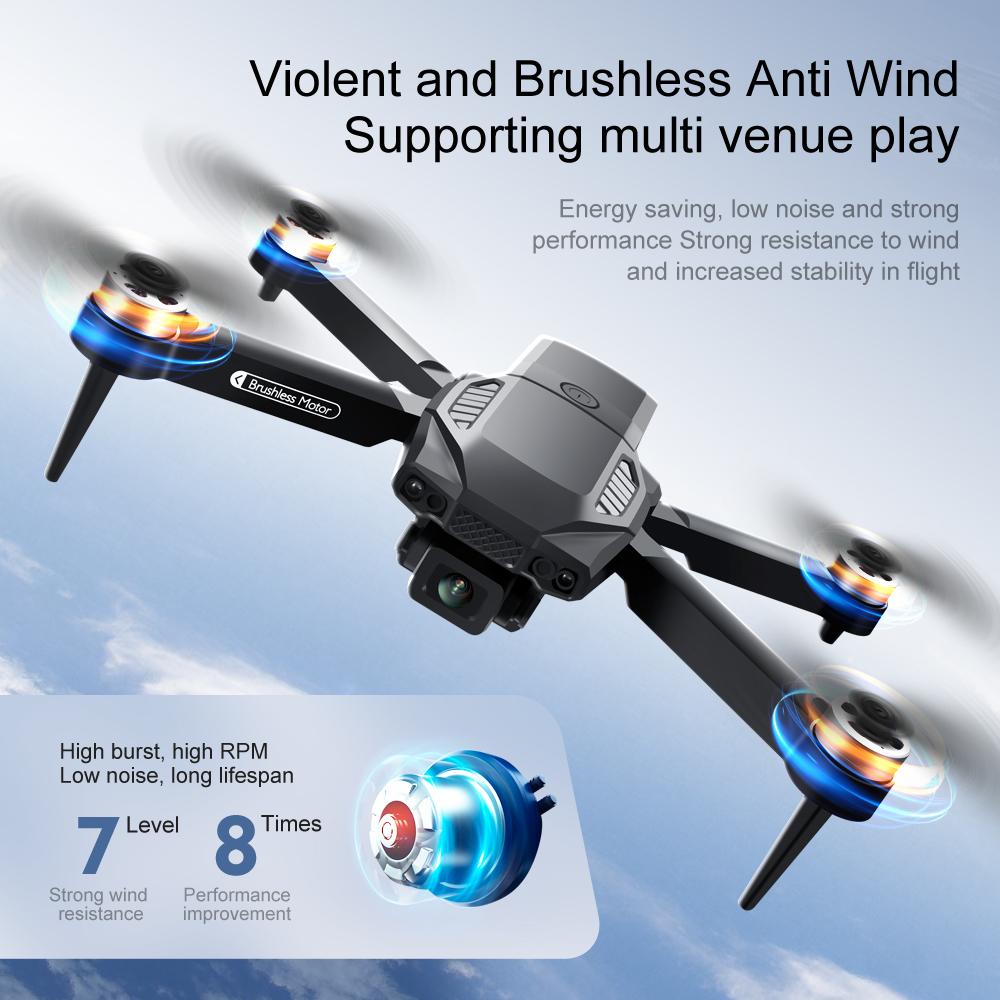 Violent and Brushless Anti Wind
Supporting multi venue play
Energy saving, low noise and strong
performance Strong resistance to wind
and increased stability in flight
Brushless Motor
High burst, high RPM
Low noise, long lifespan
7 Level
8 Times
Strong wind
resistance
Performance
improvement